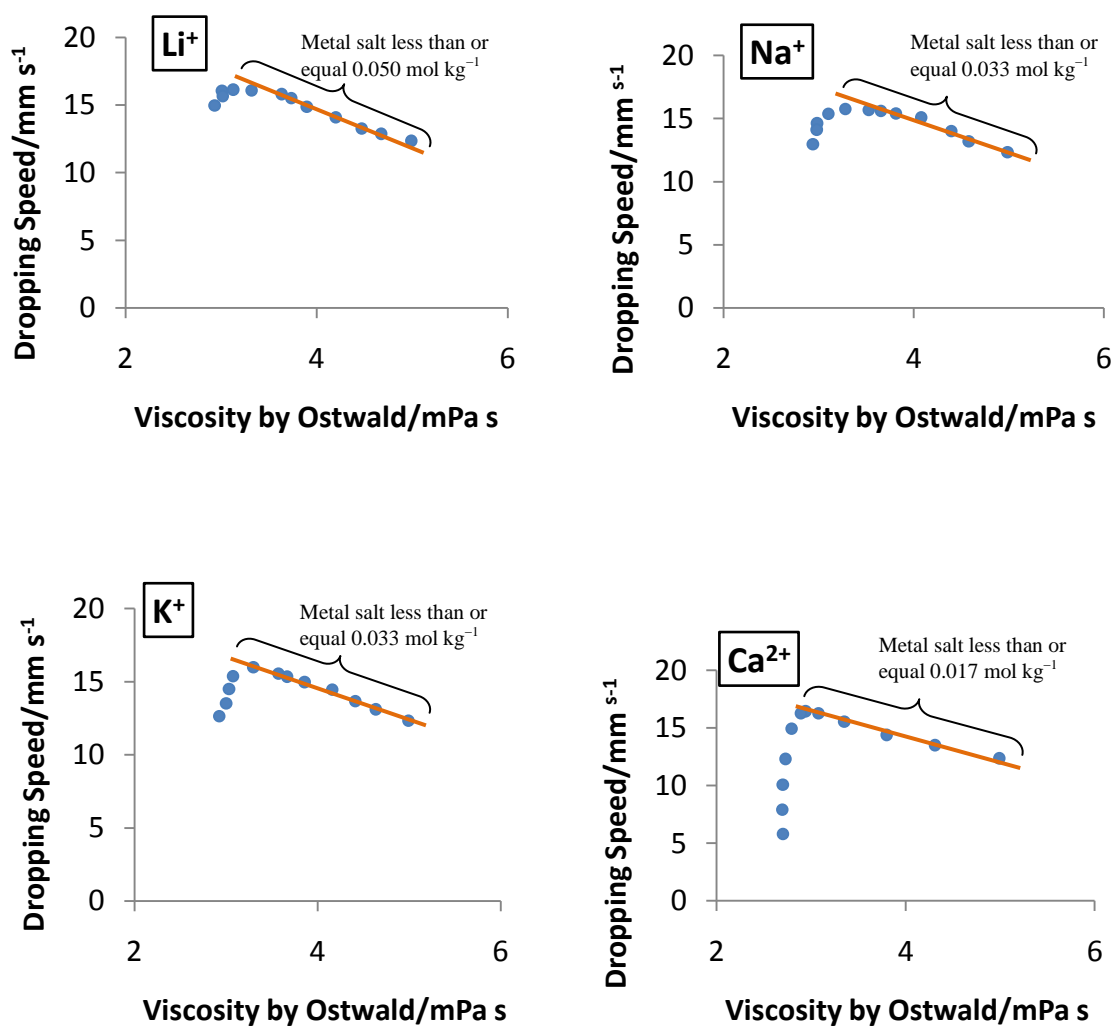 Li⁺
Metal salt less than or
equal 0.050 mol kg⁻¹
Dropping Speed/mm s⁻¹
20
15
10
5
0
2
4
6
Viscosity by Ostwald/mPa s
Na⁺
Metal salt less than or
equal 0.033 mol kg⁻¹
Dropping Speed/mm s⁻¹
20
15
10
5
0
2
4
6
Viscosity by Ostwald/mPa s
K⁺
Metal salt less than or
equal 0.033 mol kg⁻¹
Dropping Speed/mm s⁻¹
20
15
10
5
0
2
4
6
Viscosity by Ostwald/mPa s
Ca²⁺
Metal salt less than or
equal 0.017 mol kg⁻¹
Dropping Speed/mm s⁻¹
20
15
10
5
0
2
4
6
Viscosity by Ostwald/mPa s